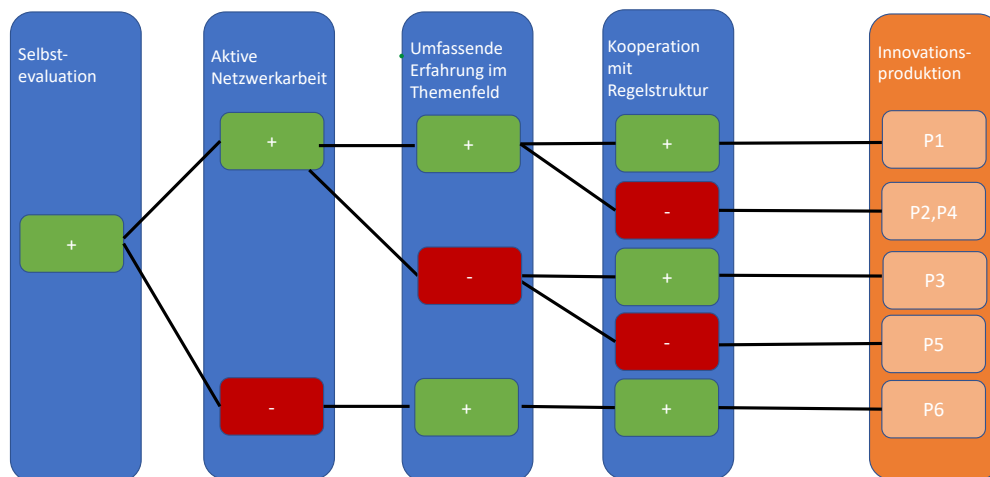 Selbst-
evaluation
Aktive
Netzwerkarbeit
Umfassende
Erfahrung im
Themenfeld
Kooperation
mit
Regelstruktur
Innovations-
produktion
+
+
-
+
-
+
+
-
+
-
+
P1
P2,P4
P3
P5
P6